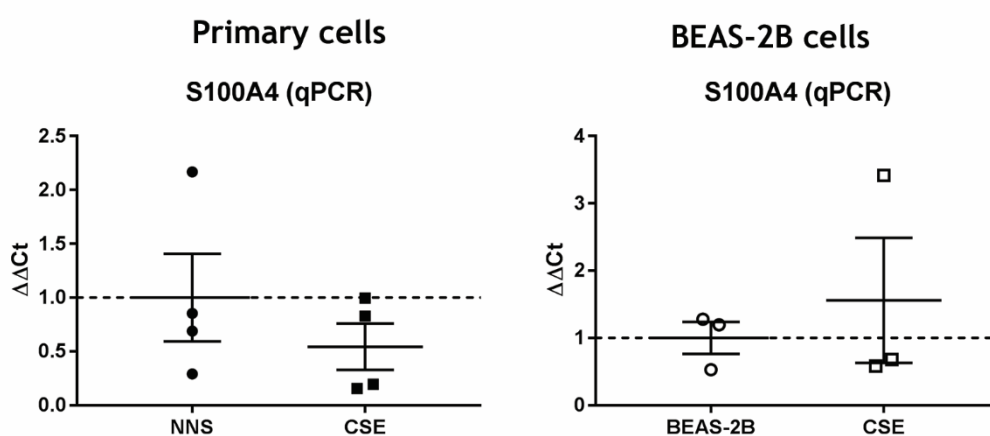 Primary cells
S100A4 (qPCR)
ΔΔCt
2.5
2.0
1.5
1.0
0.5
0.0
NNS CSE
BEAS-2B cells
S100A4 (qPCR)
ΔΔCt
4
3
2
1
0
BEAS-2B CSE